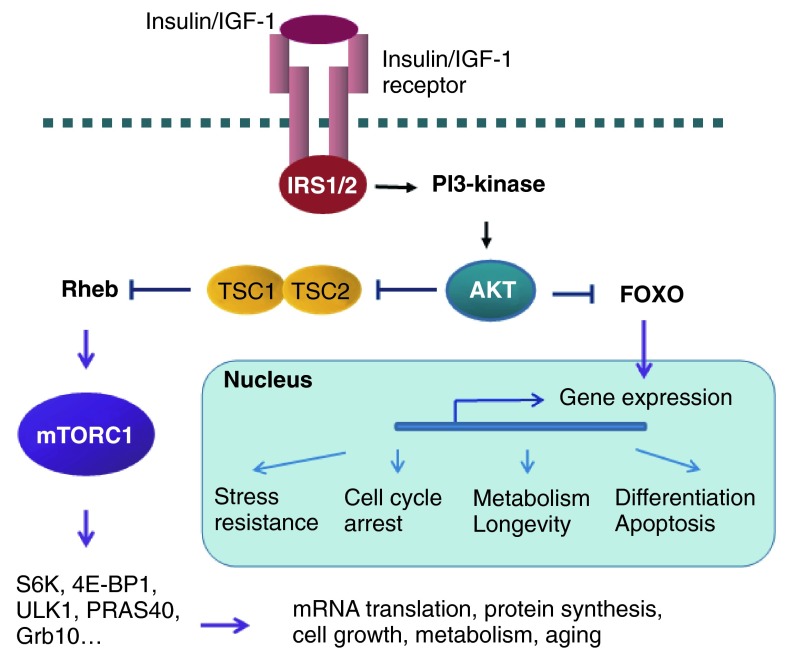 Insulin/IGF-1
Insulin/IGF-1
receptor
IRS1/2
PI3-kinase
Rheb
TSC1
TSC2
AKT
FOXO
Nucleus
Gene expression
mTORC1
Stress
resistance
Cell cycle
arrest
Metabolism
Longevity
Differentiation
Apoptosis
S6K, 4E-BP1,
ULK1, PRAS40,
Grb10...
mRNA translation, protein synthesis,
cell growth, metabolism, aging